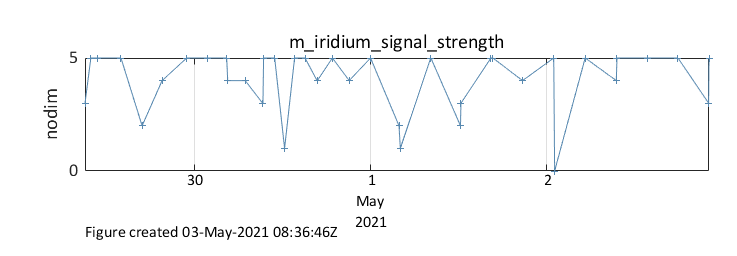 m_iridium_signal_strength
5
nodim
0
30 1 2
May
2021
Figure created 03-May-2021 08:36:46Z